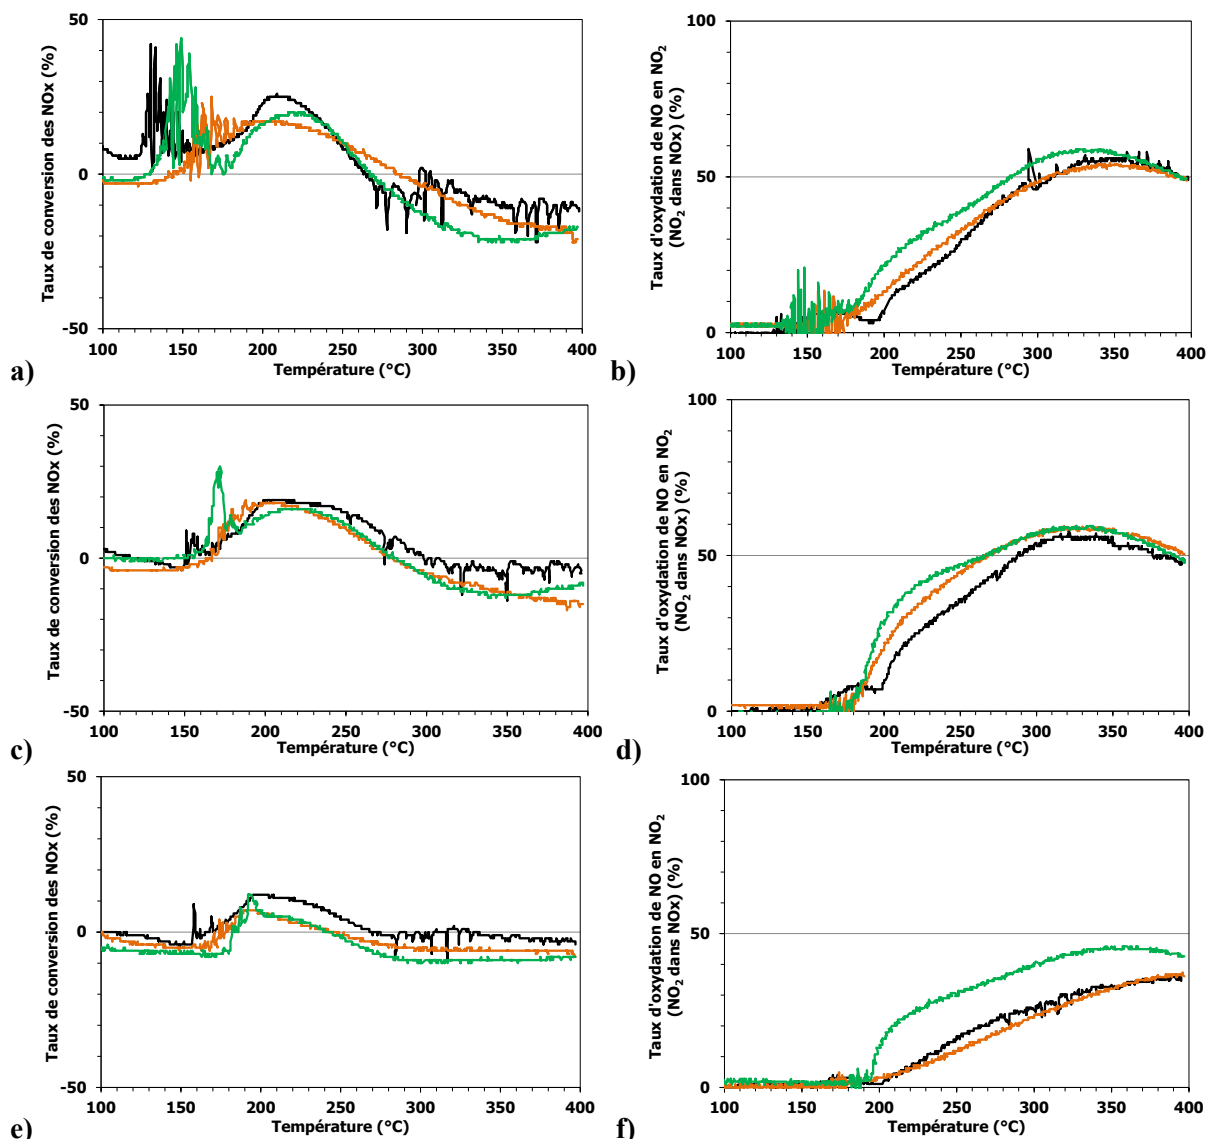 Taux de conversion des NOx (%)
50
0
-50
100 150 200 250 300 350 400
Température (°C)
a)
Taux d'oxydation de NO en NO2
(NO2 dans NOx) (%)
100
50
0
100 150 200 250 300 350 400
Température (°C)
b)
Taux de conversion des NOx (%)
50
0
-50
100 150 200 250 300 350 400
Température (°C)
c)
Taux d'oxydation de NO en NO2
(NO2 dans NOx) (%)
100
50
0
100 150 200 250 300 350 400
Température (°C)
d)
Taux de conversion des NOx (%)
50
0
-50
100 150 200 250 300 350 400
Température (°C)
e)
Taux d'oxydation de NO en NO2
(NO2 dans NOx) (%)
100
50
0
100 150 200 250 300 350 400
Température (°C)
f)